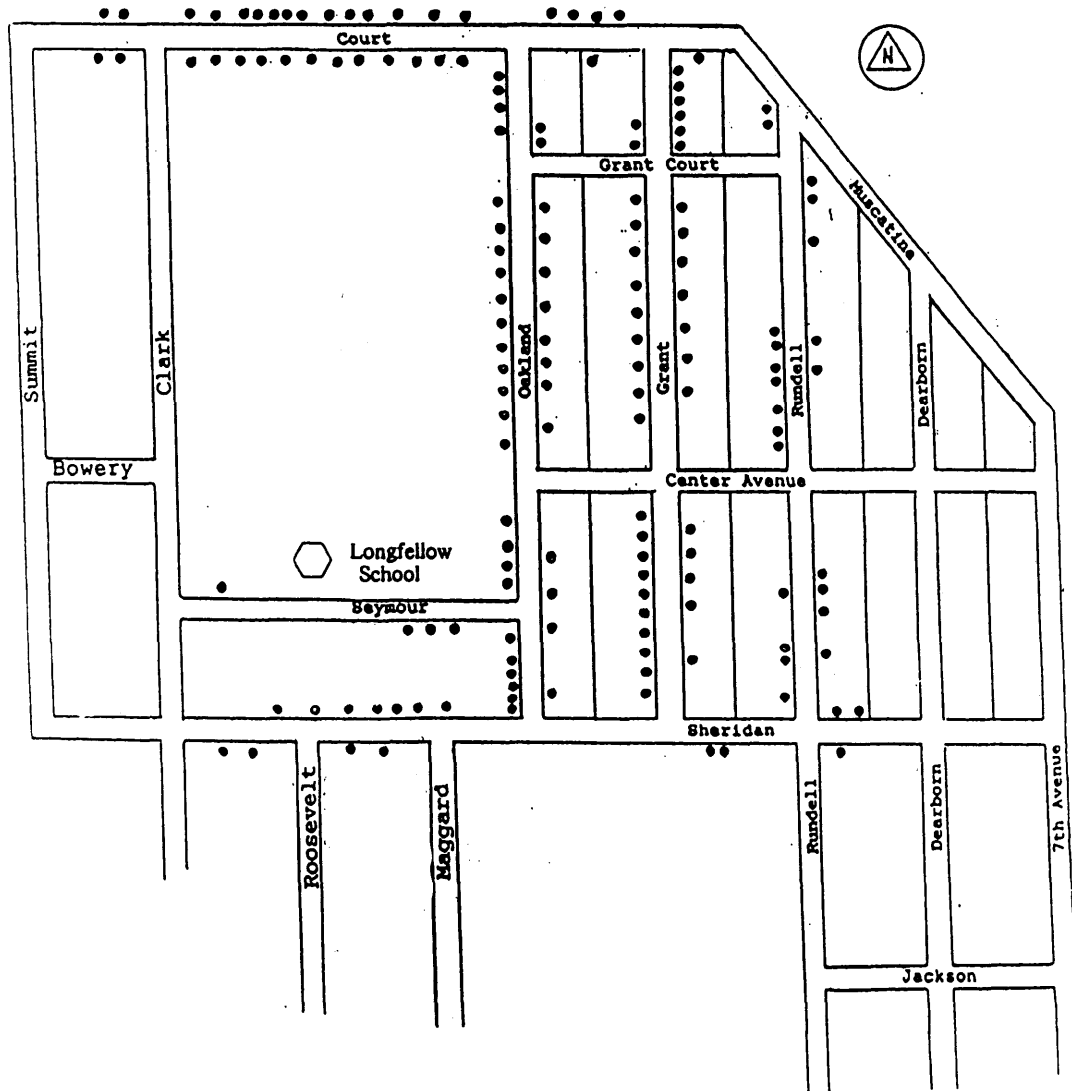 Court
N
Grant Court
Muscatine
Summit
Clark
Oakland
Grant
Rundell
Dearborn
Bowery
Center Avenue
Longfellow
School
Seymour
Sheridan
Roosevelt
Maggard
Rundell
Dearborn
7th Avenue
Jackson